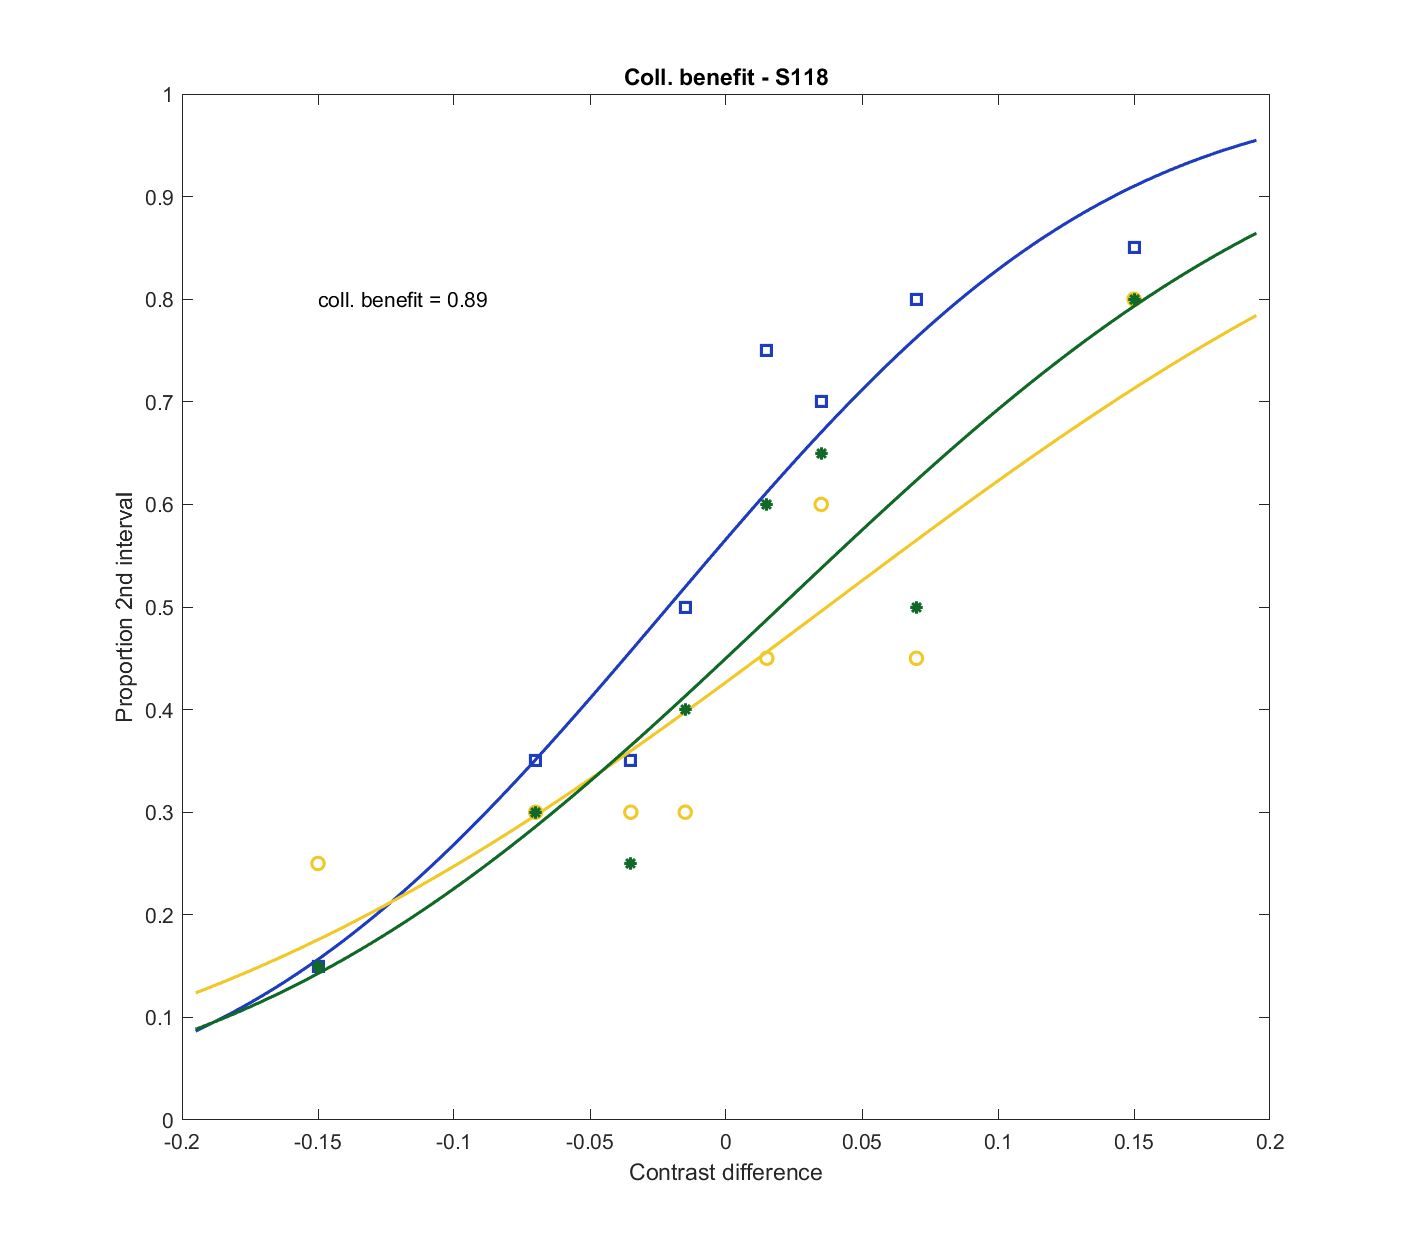 Coll. benefit - S118
1
0.9
0.8
0.7
0.6
0.5
0.4
0.3
0.2
0.1
0
coll. benefit = 0.89
Proportion 2nd interval
-0.2 -0.15 -0.1 -0.05 0 0.05 0.1 0.15 0.2
Contrast difference